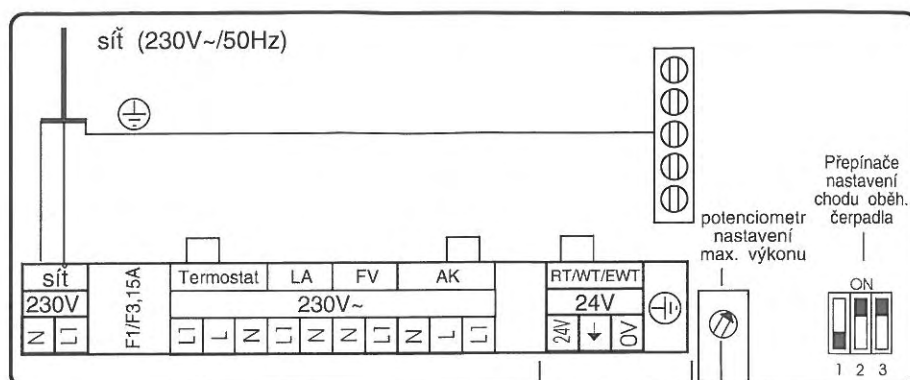 síť (230V~/50Hz)
Přepínače
nastavení
chodu oběh.
čerpadla
potenciometr
nastavení
max. výkonu
ON
1 2 3
síť
230V
N L1
F1/F3,15A
Termostat LA FV AK
230V~
L1 L N L1 N N L1 N L L1
RT/WT/EWT
24V
24V ↓ 0V